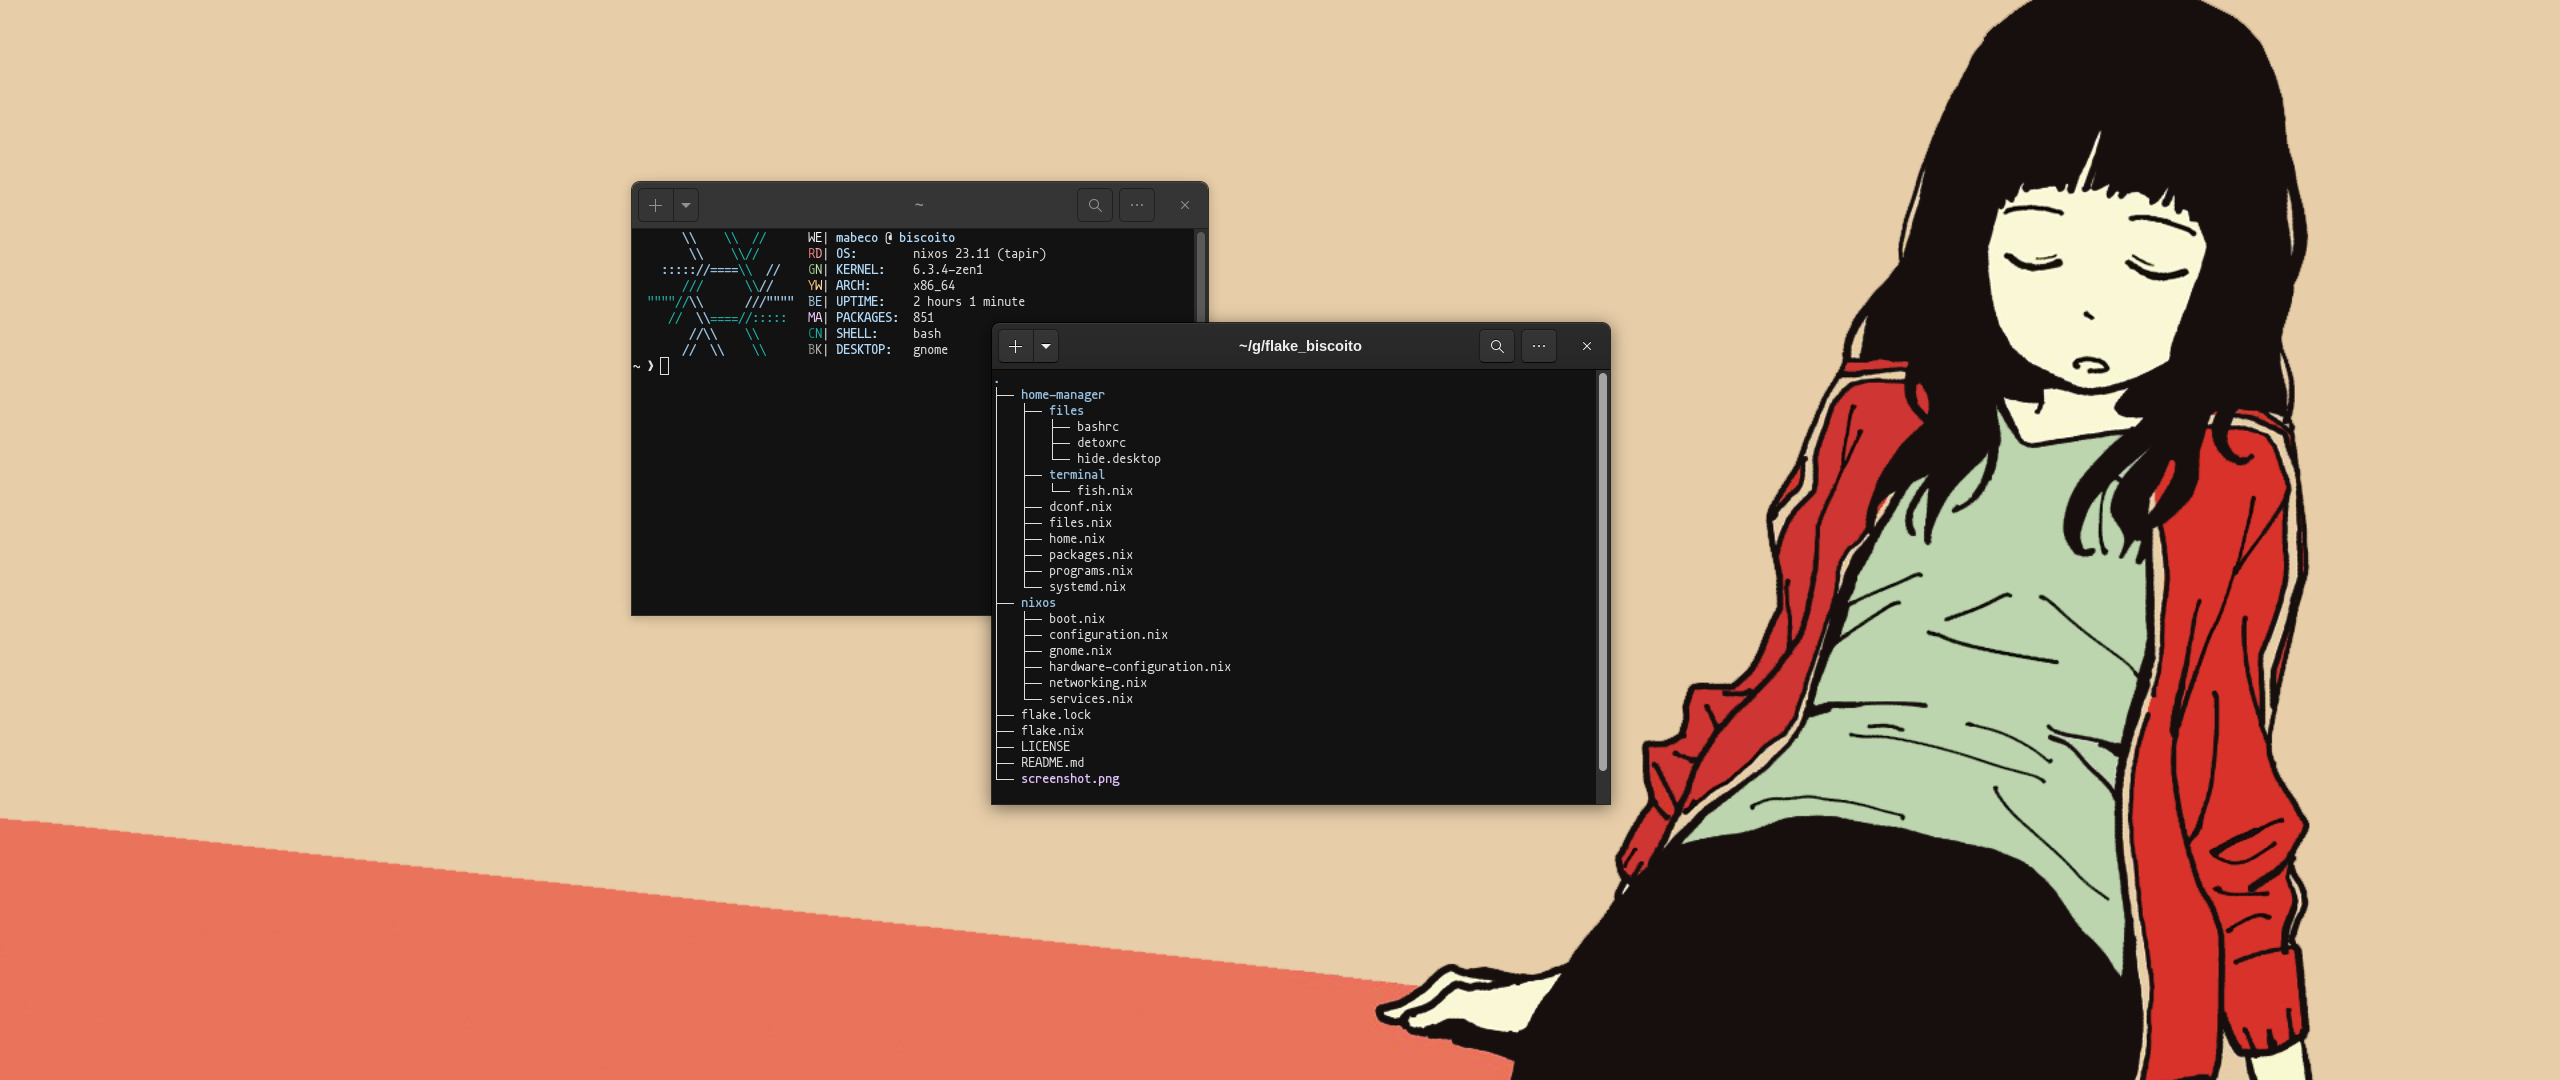 ~
\\    \\  //      WE| mabeco @ biscoito
\\    \\//       RD| OS:        nixos 23.11 (tapir)
::::://====\\  //    GN| KERNEL:    6.3.4-zen1
///      \\//     YW| ARCH:      x86_64
""""//\\      ///""""  BE| UPTIME:    2 hours 1 minute
//  \\====//:::::   MA| PACKAGES:  851
//\\    \\      CN| SHELL:     bash
//  \\    \\      BK| DESKTOP:   gnome
~ ❯
~/g/flake_biscoito
.
├── home-manager
│   ├── files
│   │   ├── bashrc
│   │   ├── detoxrc
│   │   └── hide.desktop
│   ├── terminal
│   │   └── fish.nix
│   ├── dconf.nix
│   ├── files.nix
│   ├── home.nix
│   ├── packages.nix
│   ├── programs.nix
│   └── systemd.nix
├── nixos
│   ├── boot.nix
│   ├── configuration.nix
│   ├── gnome.nix
│   ├── hardware-configuration.nix
│   ├── networking.nix
│   └── services.nix
├── flake.lock
├── flake.nix
├── LICENSE
├── README.md
└── screenshot.png